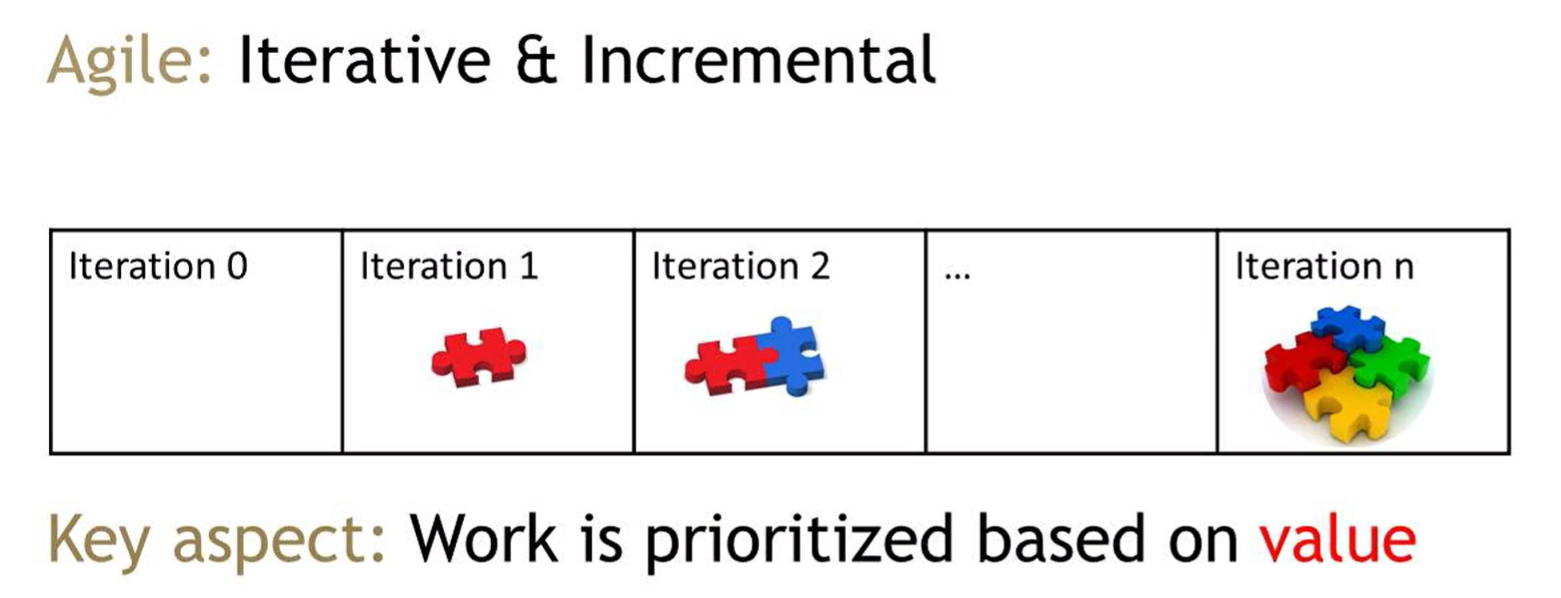 Agile: Iterative & Incremental
Iteration 0
Iteration 1
Iteration 2
...
Iteration n
Key aspect: Work is prioritized based on value